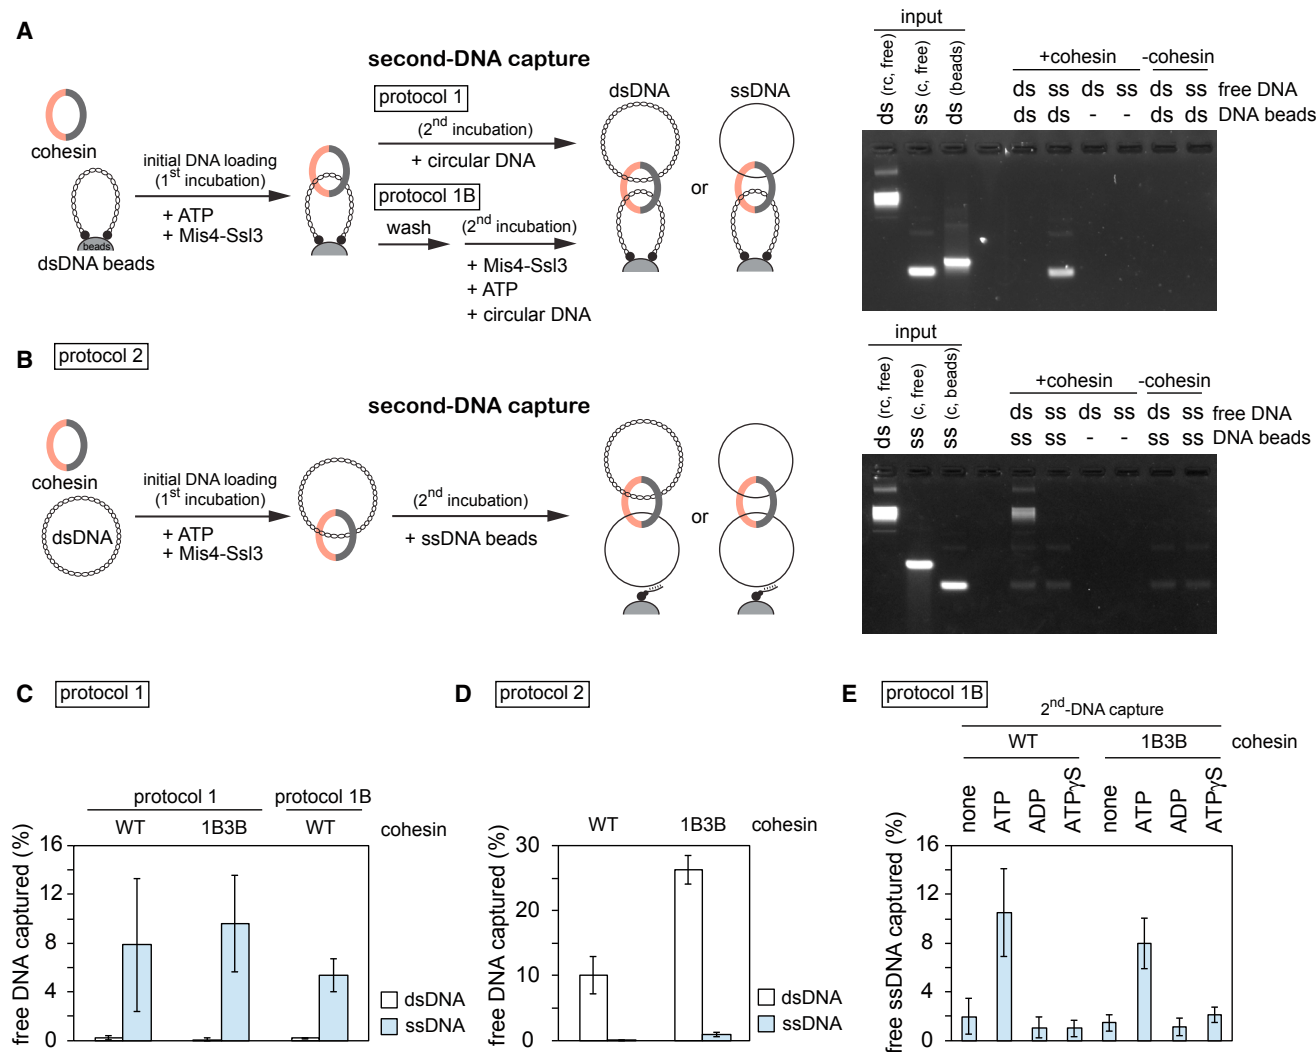 A
second-DNA capture
cohesin
beads
dsDNA beads
initial DNA loading
(1st incubation)
+ ATP
+ Mis4-Ssl3
protocol 1
(2nd incubation)
+ circular DNA
protocol 1B
wash
(2nd incubation)
+ Mis4-Ssl3
+ ATP
+ circular DNA
dsDNA
ssDNA
or
input
ds (rc, free)
ss (c, free)
ds (beads)
+cohesin
-cohesin
ds ss ds ss ds ss free DNA
ds ds - - ds ds DNA beads
B
protocol 2
second-DNA capture
cohesin
dsDNA
initial DNA loading
(1st incubation)
+ ATP
+ Mis4-Ssl3
(2nd incubation)
+ ssDNA beads
or
input
ds (rc, free)
ss (c, free)
ss (c, beads)
+cohesin
-cohesin
ds ss ds ss ds ss free DNA
ss ss - - ss ss DNA beads
C
protocol 1
protocol 1 protocol 1B
WT 1B3B WT cohesin
free DNA captured (%)
16
12
8
4
0
dsDNA
ssDNA
D
protocol 2
WT 1B3B cohesin
free DNA captured (%)
30
20
10
0
dsDNA
ssDNA
E
protocol 1B
2nd-DNA capture
WT 1B3B cohesin
none ATP ADP ATPγS none ATP ADP ATPγS
free ssDNA captured (%)
16
12
8
4
0